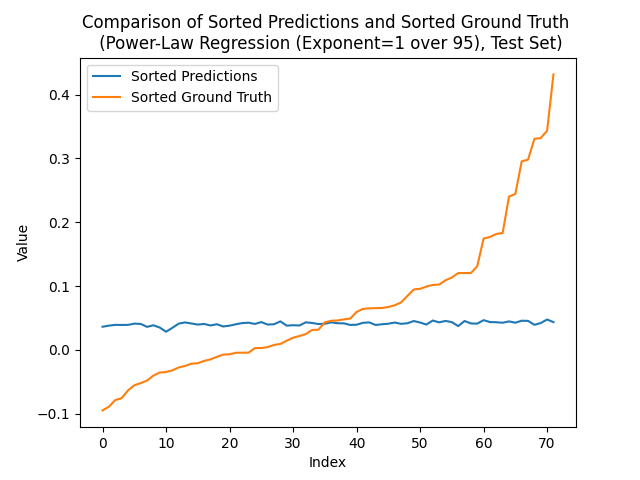 Comparison of Sorted Predictions and Sorted Ground Truth
(Power-Law Regression (Exponent=1 over 95), Test Set)
Sorted Predictions
Sorted Ground Truth
Value
0.4
0.3
0.2
0.1
0.0
−0.1
0 10 20 30 40 50 60 70
Index